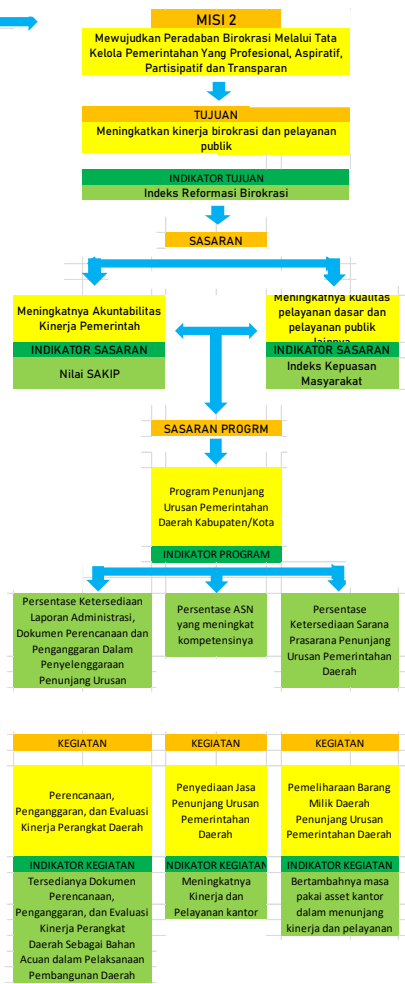 MISI 2
Mewujudkan Peradaban Birokrasi Melalui Tata
Kelola Pemerintahan Yang Profesional, Aspiratif,
Partisipatif dan Transparan
TUJUAN
Meningkatkan kinerja birokrasi dan pelayanan
publik
INDIKATOR TUJUAN
Indeks Reformasi Birokrasi
SASARAN
Meningkatnya Akuntabilitas
Kinerja Pemerintah
INDIKATOR SASARAN
Nilai SAKIP
Meningkatnya kualitas
pelayanan dasar dan
pelayanan publik
lainnya
INDIKATOR SASARAN
Indeks Kepuasan
Masyarakat
SASARAN PROGRM
Program Penunjang
Urusan Pemerintahan
Daerah Kabupaten/Kota
INDIKATOR PROGRAM
Persentase Ketersediaan
Laporan Administrasi,
Dokumen Perencanaan dan
Penganggaran Dalam
Penyelenggaraan
Penunjang Urusan
Persentase ASN
yang meningkat
kompetensinya
Persentase
Ketersediaan Sarana
Prasarana Penunjang
Urusan Pemerintahan
Daerah
KEGIATAN
Perencanaan,
Penganggaran, dan Evaluasi
Kinerja Perangkat Daerah
INDIKATOR KEGIATAN
Tersedianya Dokumen
Perencanaan,
Penganggaran, dan Evaluasi
Kinerja Perangkat
Daerah Sebagai Bahan
Acuan dalam Pelaksanaan
Pembangunan Daerah
KEGIATAN
Penyediaan Jasa
Penunjang Urusan
Pemerintahan
Daerah
NDIKATOR KEGIATAN
Meningkatnya
Kinerja dan
Pelayanan kantor
KEGIATAN
Pemeliharaan Barang
Milik Daerah
Penunjang Urusan
Pemerintahan Daerah
INDIKATOR KEGIATAN
Bertambahnya masa
pakai asset kantor
dalam menunjang
kinerja dan pelayanan